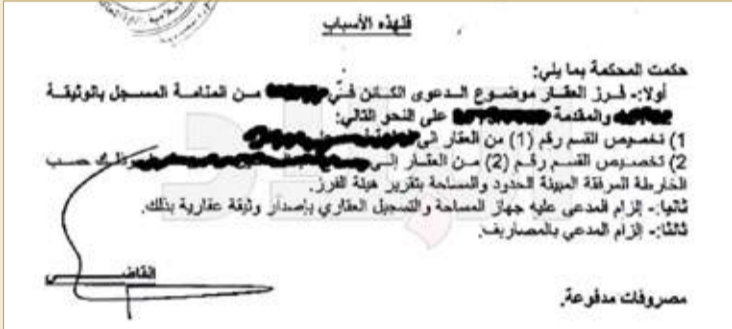 فلهذه الأسباب
حكمت المحكمة بما يلي:
أولا:- فرز العقار موضوع الدعوى الكائن في من المنامة المسجل بالوثيقة
والمقدمة على النحو التالي:
1) تخصيص القسم رقم (1) من العقار إلى
2) تخصيص القسم رقم (2) من العقار إلى وذلك حسب
الخارطة المرفقة المبينة الحدود والمساحة بتقرير هيئة الفرز.
ثانيا:- إلزام المدعى عليه جهاز المساحة والتسجيل العقاري بإصدار وثيقة عقارية بذلك.
ثالثا:- إلزام المدعي بالمصاريف.
القاضي
مصروفات مدفوعة.